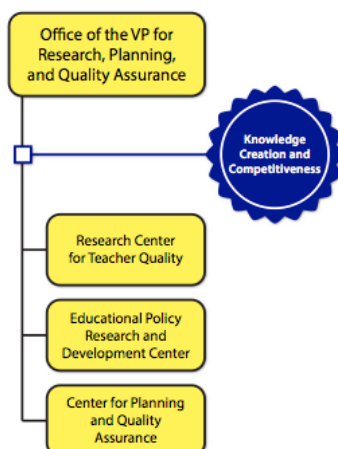 Office of the VP for
Research, Planning,
and Quality Assurance
Knowledge
Creation and
Competitiveness
Research Center
for Teacher Quality
Educational Policy
Research and
Development Center
Center for Planning
and Quality
Assurance